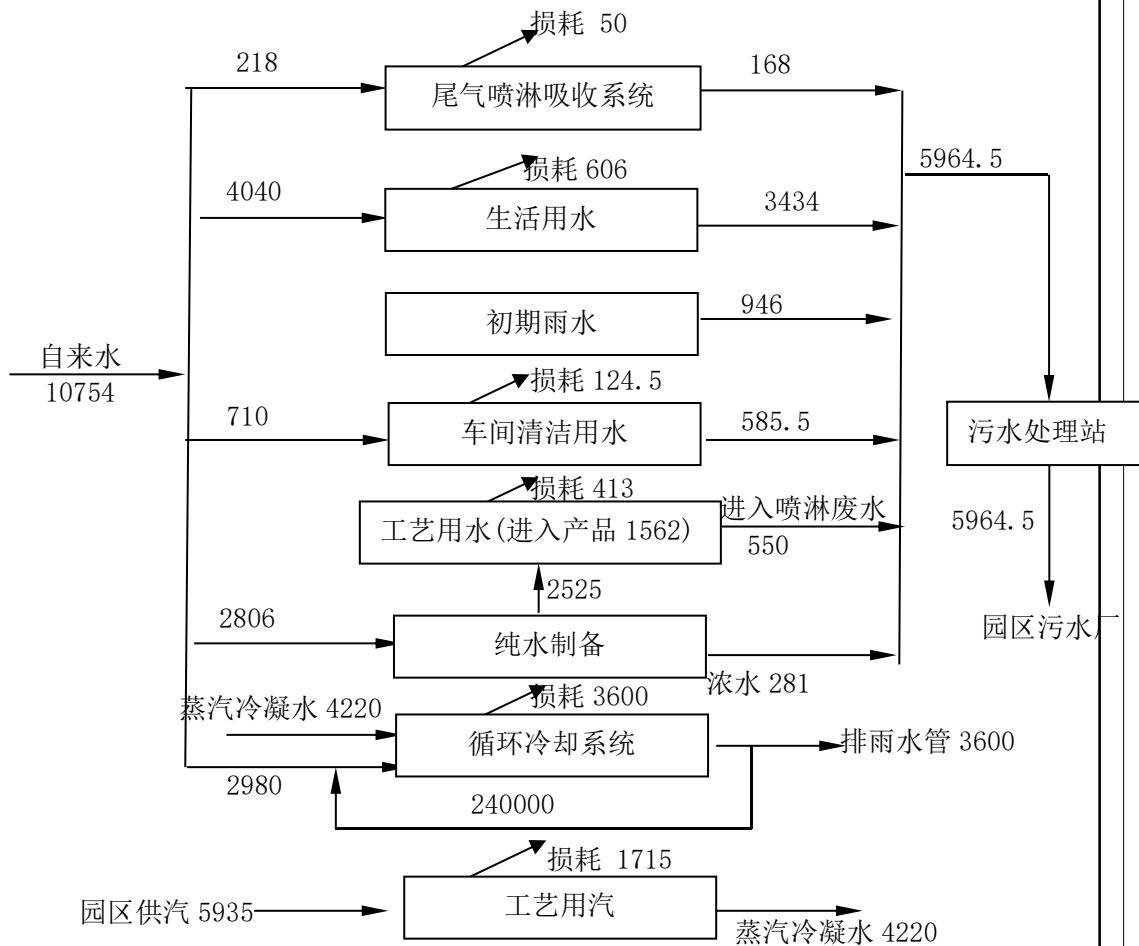 损耗 50
218
尾气喷淋吸收系统
168
5964.5
损耗 606
4040
生活用水
3434
初期雨水
946
自来水
10754
损耗 124.5
710
车间清洁用水
585.5
污水处理站
损耗 413
工艺用水(进入产品 1562)
进入喷淋废水
550
5964.5
2525
2806
纯水制备
浓水 281
园区污水厂
损耗 3600
蒸汽冷凝水 4220
循环冷却系统
排雨水管 3600
2980
240000
损耗 1715
园区供汽 5935
工艺用汽
蒸汽冷凝水 4220